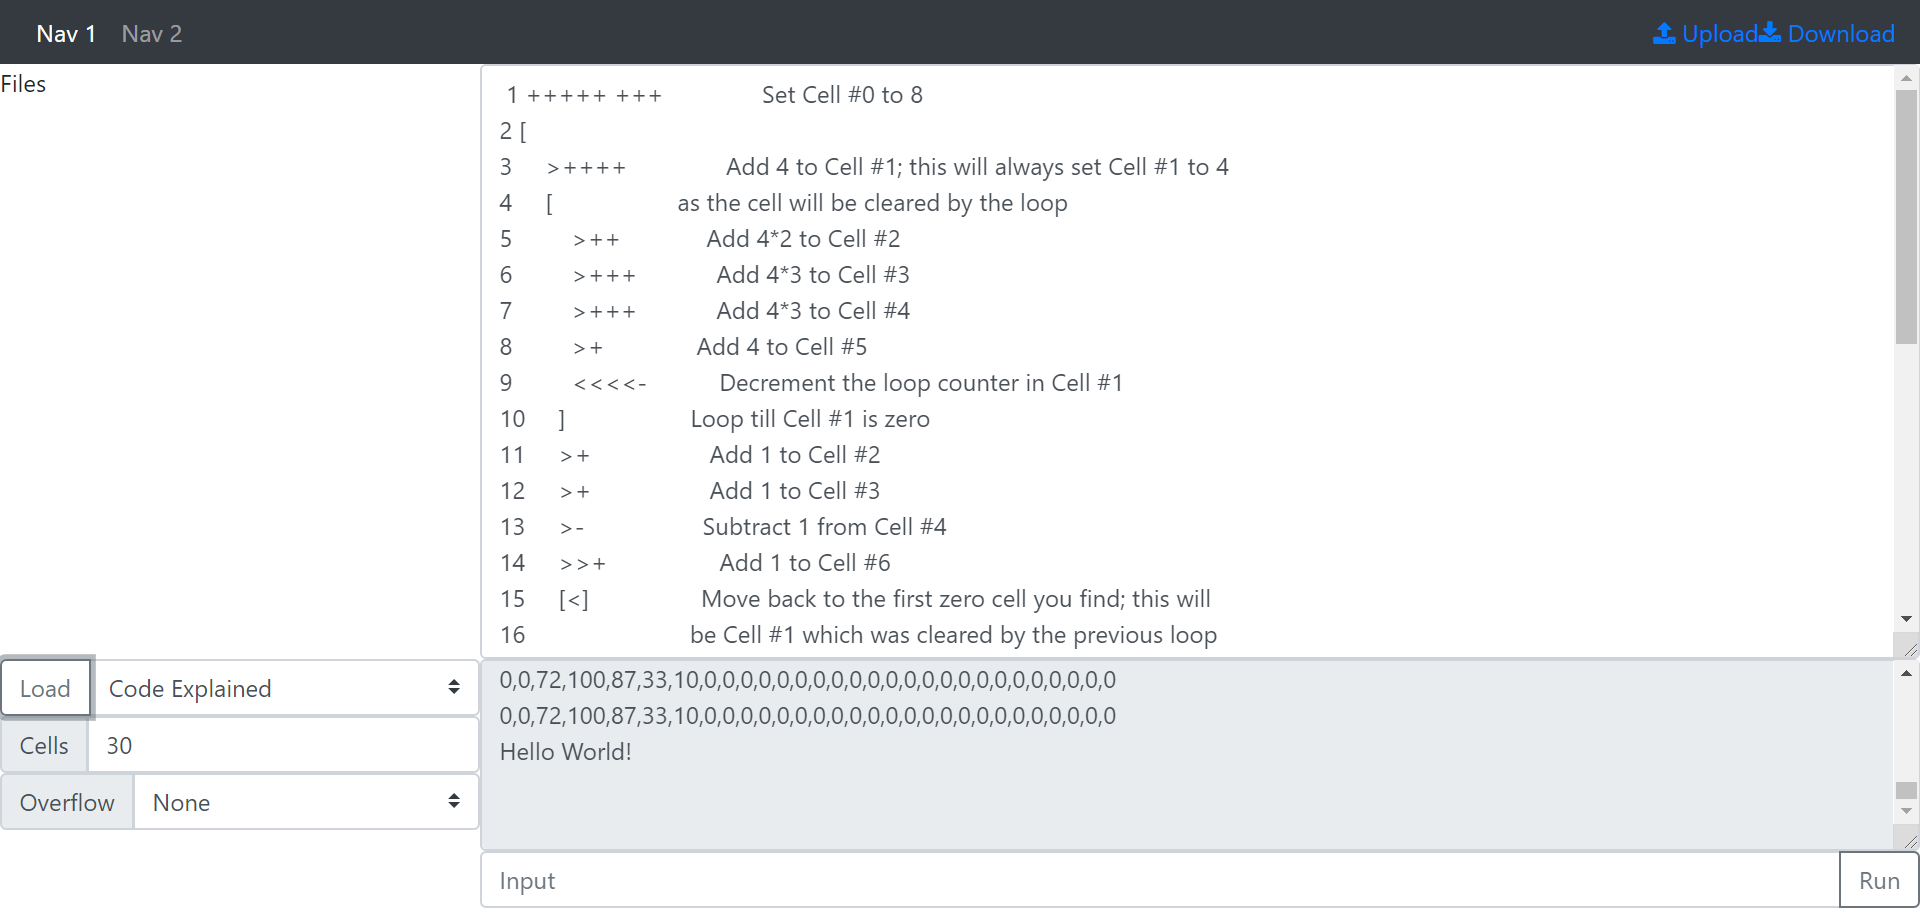 Nav 1 Nav 2 Upload Download
Files
1 +++++ +++ Set Cell #0 to 8
2 [
3 >++++ Add 4 to Cell #1; this will always set Cell #1 to 4
4 [ as the cell will be cleared by the loop
5 >++ Add 4*2 to Cell #2
6 >+++ Add 4*3 to Cell #3
7 >+++ Add 4*3 to Cell #4
8 >+ Add 4 to Cell #5
9 <<<<- Decrement the loop counter in Cell #1
10 ] Loop till Cell #1 is zero
11 >+ Add 1 to Cell #2
12 >+ Add 1 to Cell #3
13 >- Subtract 1 from Cell #4
14 >>+ Add 1 to Cell #6
15 [<] Move back to the first zero cell you find; this will
16 be Cell #1 which was cleared by the previous loop
Load Code Explained
Cells 30
Overflow None
0,0,72,100,87,33,10,0,0,0,0,0,0,0,0,0,0,0,0,0,0,0,0,0,0,0,0,0,0,0
0,0,72,100,87,33,10,0,0,0,0,0,0,0,0,0,0,0,0,0,0,0,0,0,0,0,0,0,0,0
Hello World!
Input Run